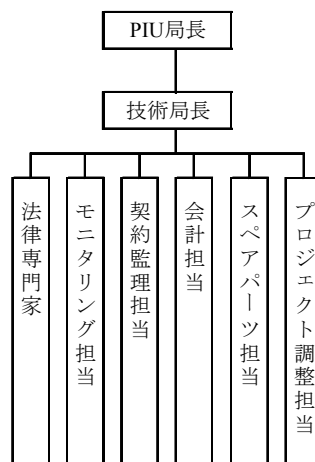 PIU局長
技術局長
法律専門家
モニタリング担当
契約監理担当
会計担当
スペアパーツ担当
プロジェクト調整担当